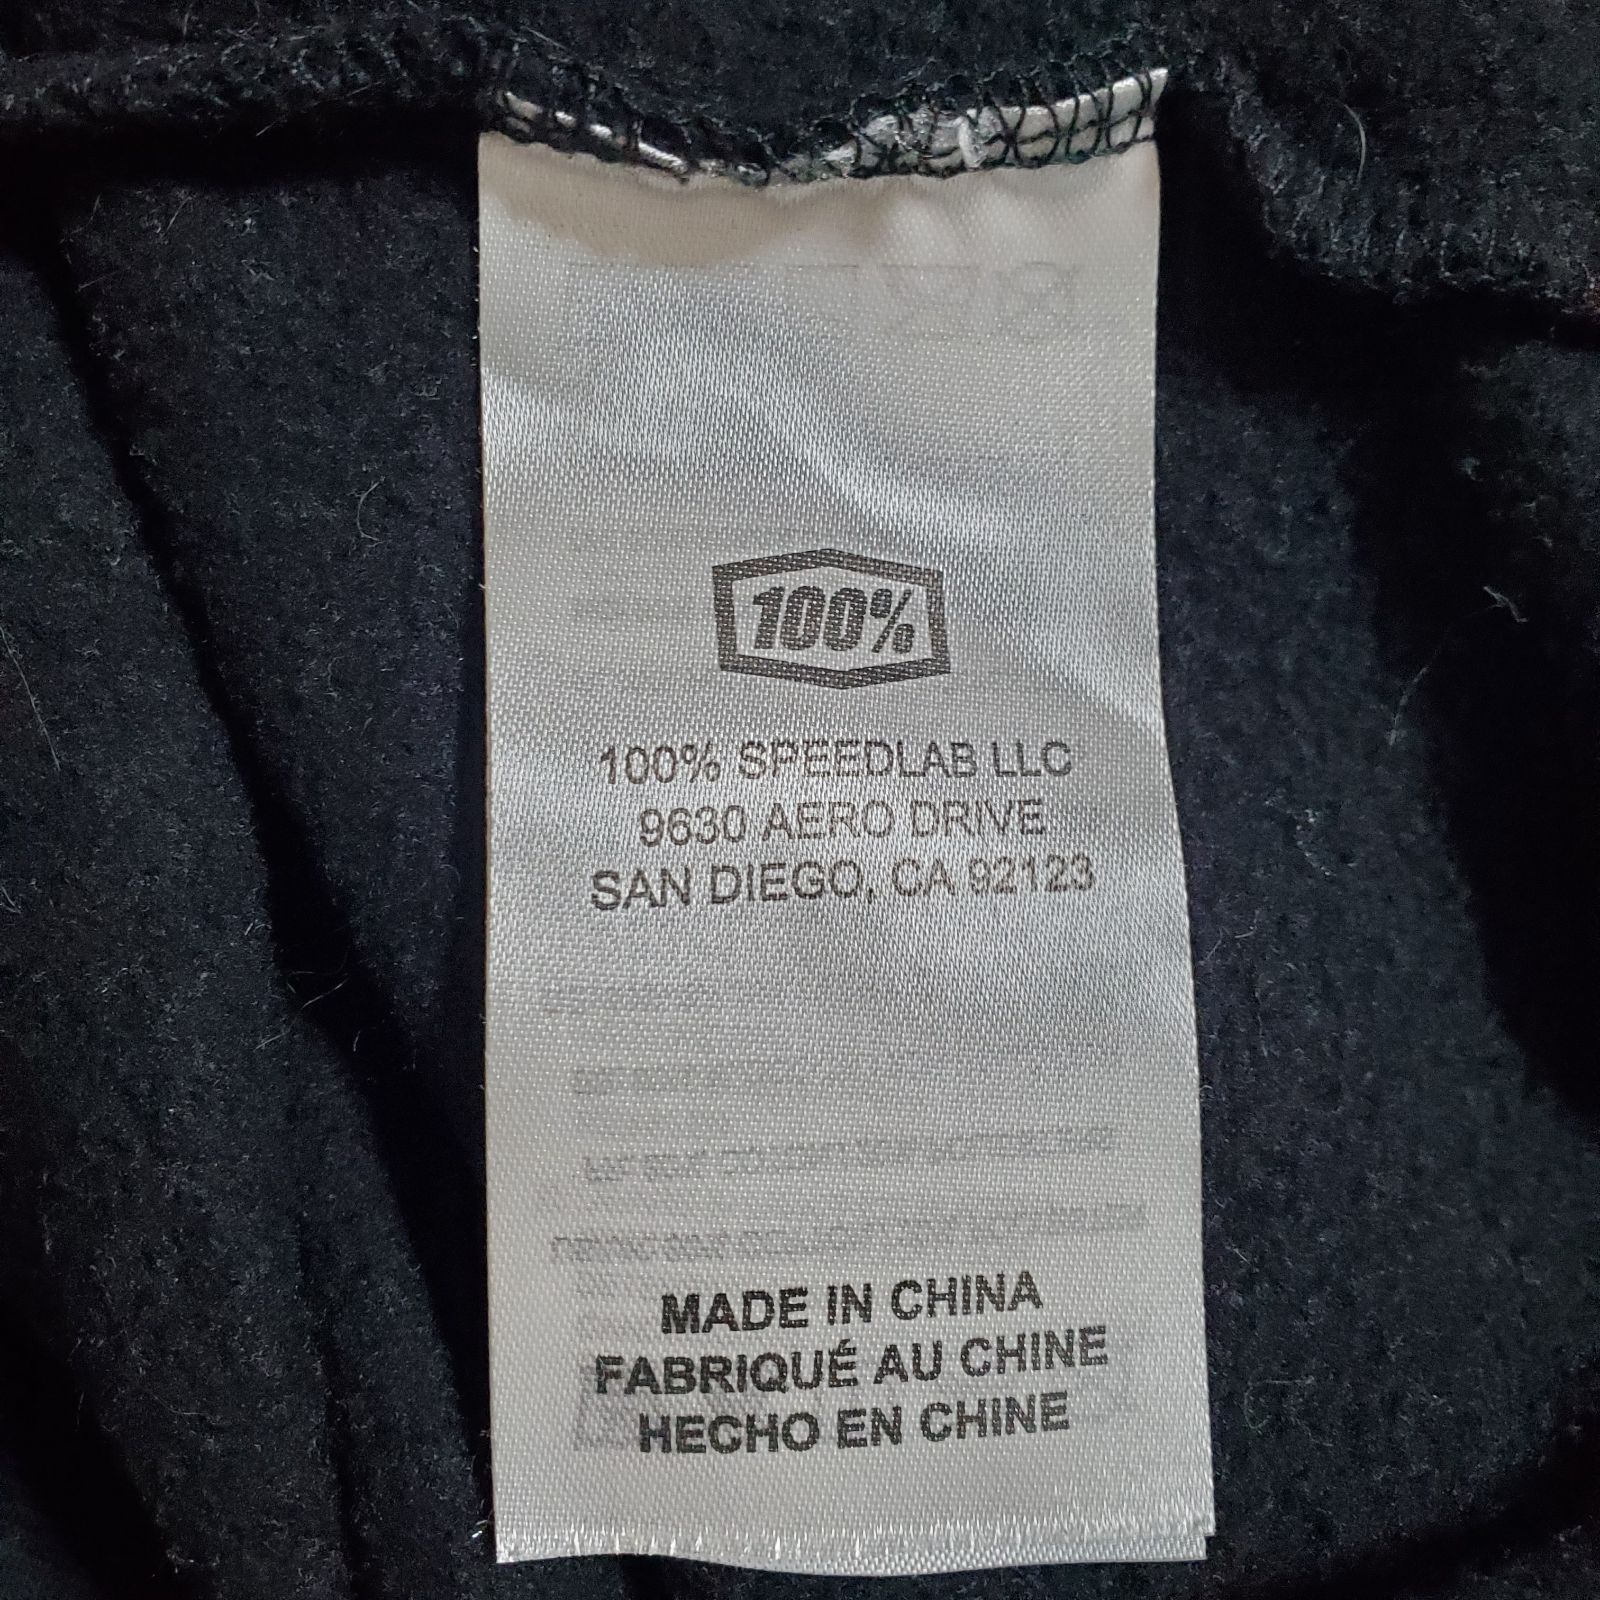 100%
100% SPEEDLAB LLC
9630 AERO DRIVE
SAN DIEGO, CA 92123
MADE IN CHINA
FABRIQUÉ AU CHINE
HECHO EN CHINE